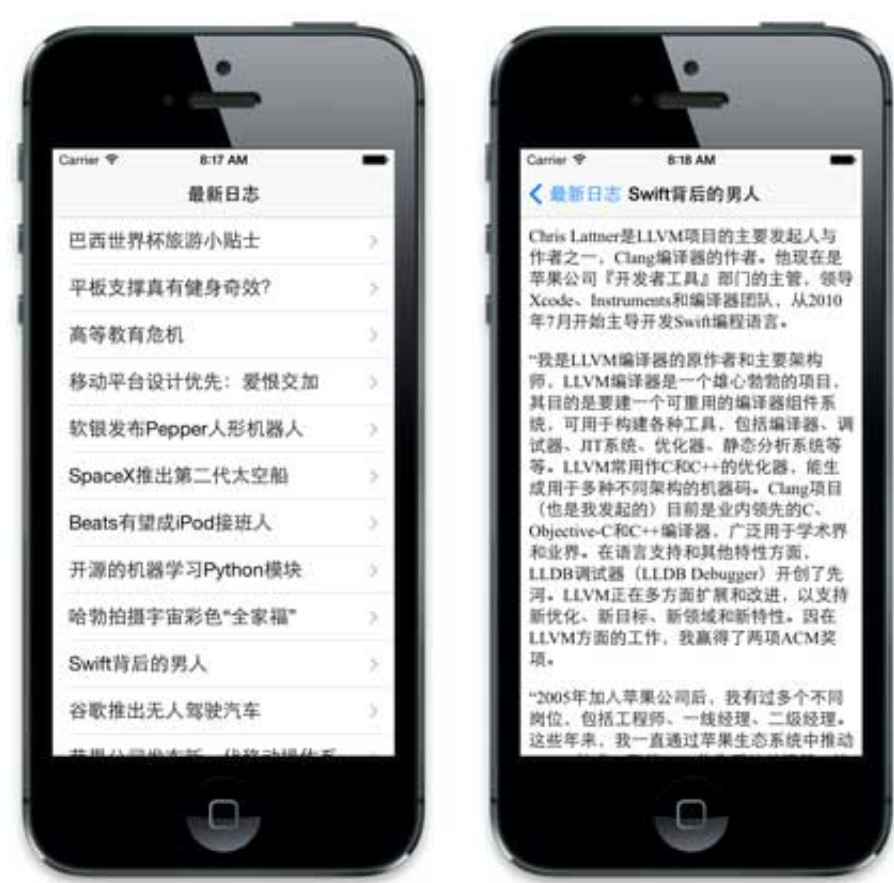 Carrier 8:17 AM
最新日志
巴西世界杯旅游小贴士
平板支撑真有健身奇效?
高等教育危机
移动平台设计优先：爱恨交加
软银发布Pepper人形机器人
SpaceX推出第二代太空船
Beats有望成iPod接班人
开源的机器学习Python模块
哈勃拍摄宇宙彩色“全家福”
Swift背后的男人
谷歌推出无人驾驶汽车
Carrier 8:18 AM
最新日志 Swift背后的男人
Chris Lattner是LLVM项目的主要发起人与
作者之一，Clang编译器的作者。他现在是
苹果公司『开发者工具』部门的主管，领导
Xcode、Instruments和编译器团队，从2010
年7月开始主导开发Swift编程语言。
“我是LLVM编译器的原作者和主要架构
师，LLVM编译器是一个雄心勃勃的项目，
其目的是要建一个可重用的编译器组件系
统，可用于构建各种工具，包括编译器、调
试器、JIT系统、优化器、静态分析系统等
等。LLVM常用作C和C++的优化器，能生
成用于多种不同架构的机器码。Clang项目
（也是我发起的）目前是业内领先的C、
Objective-C和C++编译器，广泛用于学术界
和业界。在语言支持和其他特性方面，
LLDB调试器（LLDB Debugger）开创了先
河。LLVM正在多方面扩展和改进，以支持
新优化、新目标、新领域和新特性。因在
LLVM方面的工作，我赢得了两项ACM奖
项。
“2005年加入苹果公司后，我有过多个不同
岗位，包括工程师、一线经理、二级经理。
这些年来，我一直通过苹果生态系统中推动